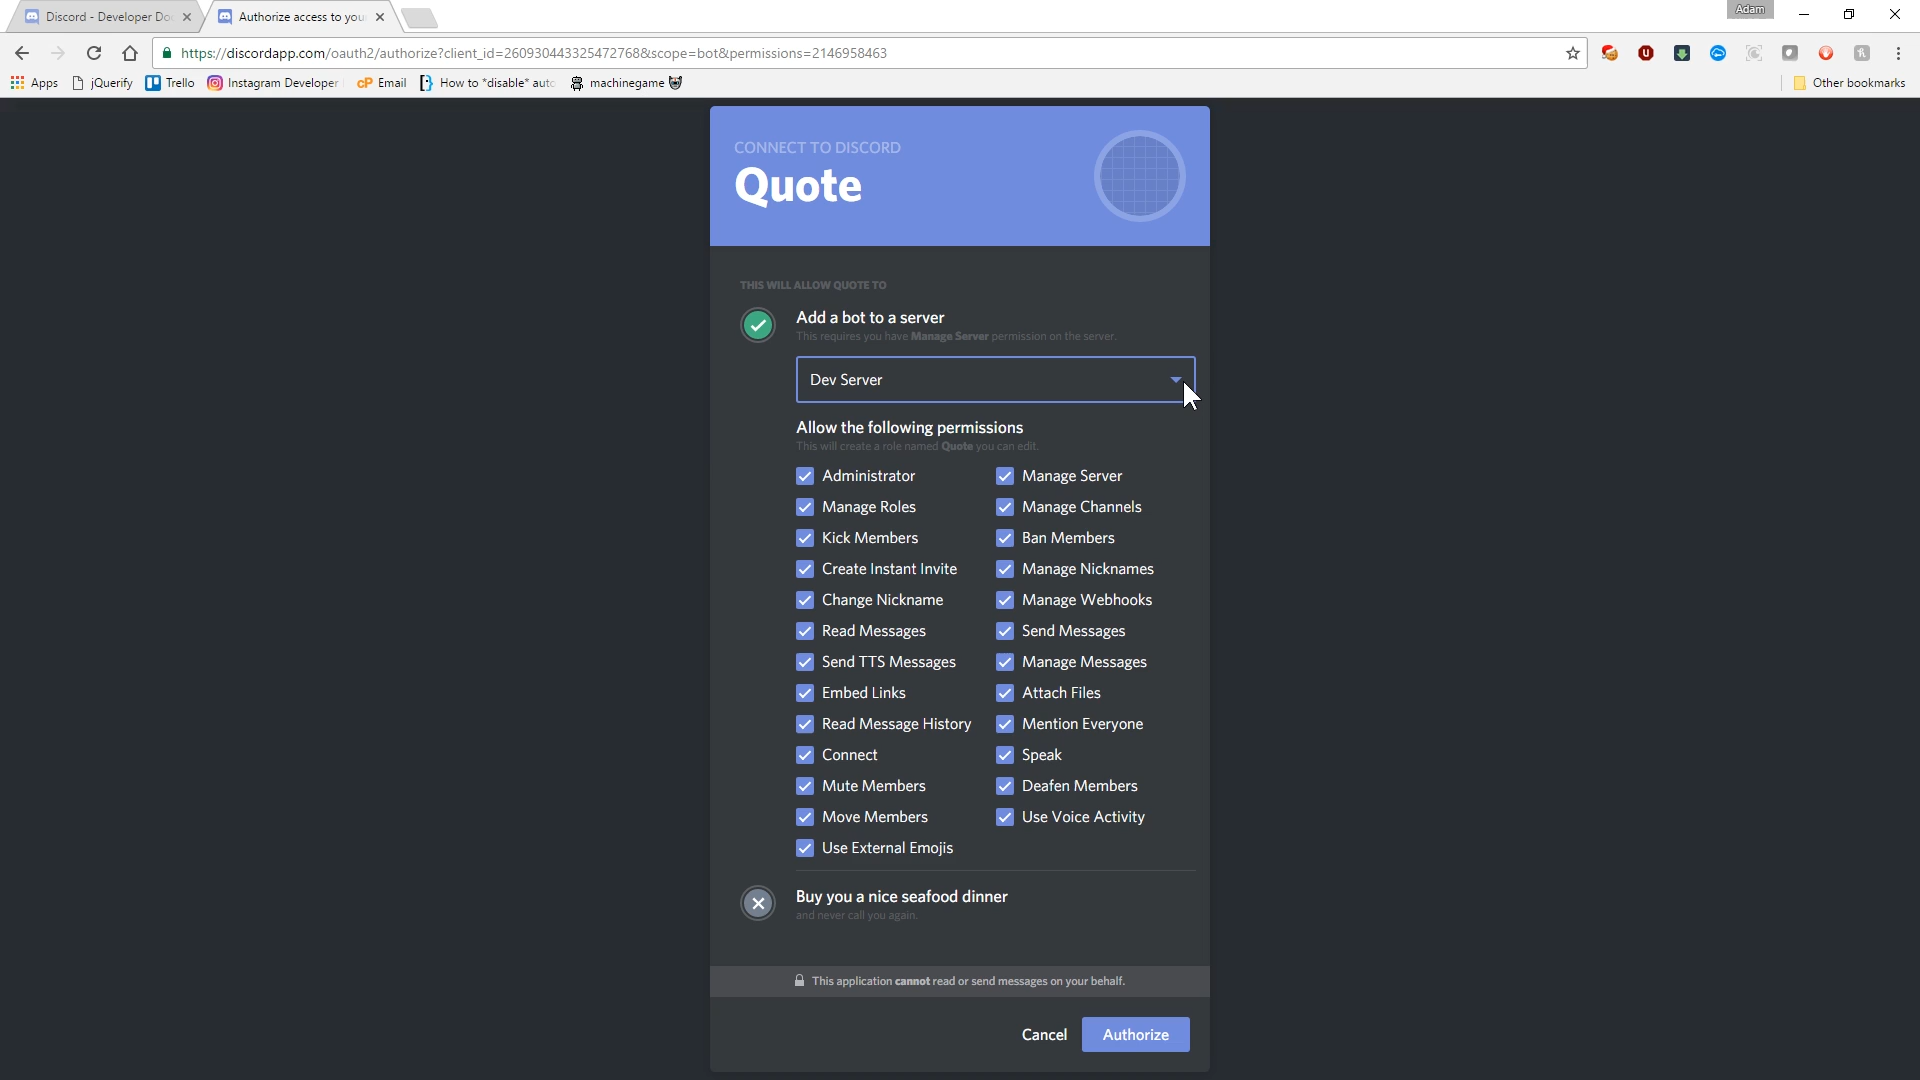 Discord - Developer Do
Authorize access to you
Adam
https://discordapp.com/oauth2/authorize?client_id=260930443325472768&scope=bot&permissions=2146958463
Apps
jQuerify
Trello
Instagram Developer
cP Email
How to *disable* auto
machinegame
Other bookmarks
CONNECT TO DISCORD
Quote
THIS WILL ALLOW QUOTE TO
Add a bot to a server
This requires you have Manage Server permission on the server.
Dev Server
Allow the following permissions
This will create a role named Quote you can edit.
Administrator
Manage Server
Manage Roles
Manage Channels
Kick Members
Ban Members
Create Instant Invite
Manage Nicknames
Change Nickname
Manage Webhooks
Read Messages
Send Messages
Send TTS Messages
Manage Messages
Embed Links
Attach Files
Read Message History
Mention Everyone
Connect
Speak
Mute Members
Deafen Members
Move Members
Use Voice Activity
Use External Emojis
Buy you a nice seafood dinner
and never call you again.
This application cannot read or send messages on your behalf.
Cancel
Authorize